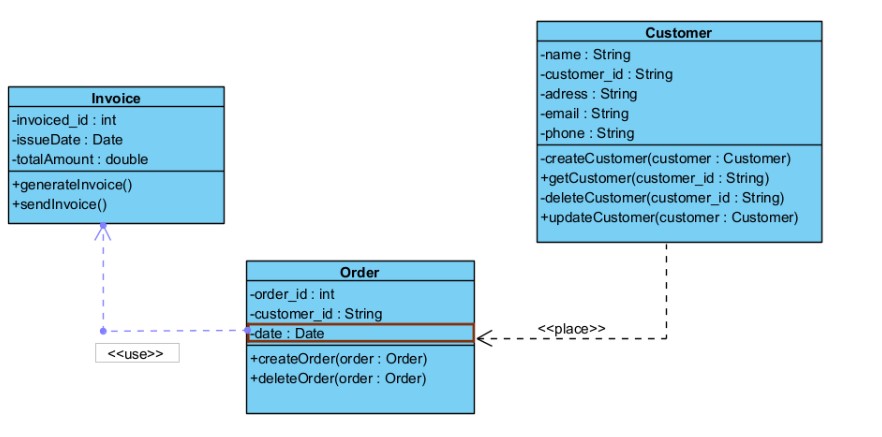 Customer
-name : String
-customer_id : String
-adress : String
-email : String
-phone : String
-createCustomer(customer : Customer)
+getCustomer(customer_id : String)
-deleteCustomer(customer_id : String)
+updateCustomer(customer : Customer)
Invoice
-invoiced_id : int
-issueDate : Date
-totalAmount : double
+generateInvoice()
+sendInvoice()
Order
-order_id : int
-customer_id : String
-date : Date
+createOrder(order : Order)
+deleteOrder(order : Order)
<<place>>
<<use>>